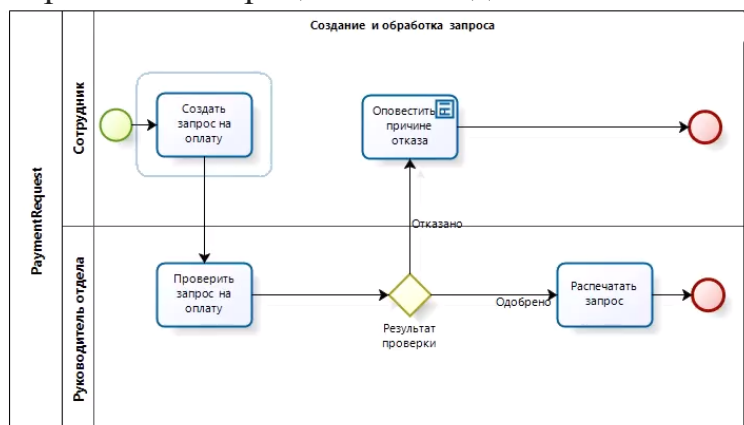 Создание и обработка запроса
PaymentRequest
Сотрудник
Создать
запрос на
оплату
Оповестить
причине
отказа
Отказано
Руководитель отдела
Проверить
запрос на
оплату
Результат
проверки
Одобрено
Распечатать
запрос